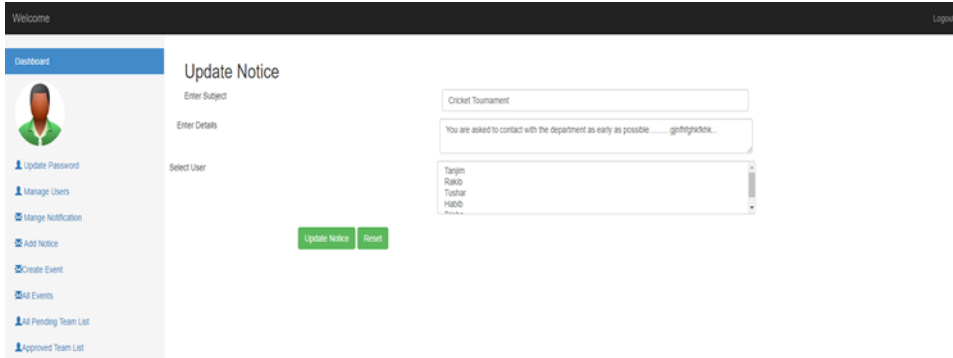 Welcome
Logou
Dashboard
Update Password
Manage Users
Mange Notification
Add Notice
Create Event
All Events
All Pending Team List
Approved Team List
Update Notice
Enter Subject
Cricket Tournament
Enter Details
You are asked to contact with the department as early as possible
Select User
Tanjim
Rakib
Tushar
Habib
Update Notice
Reset